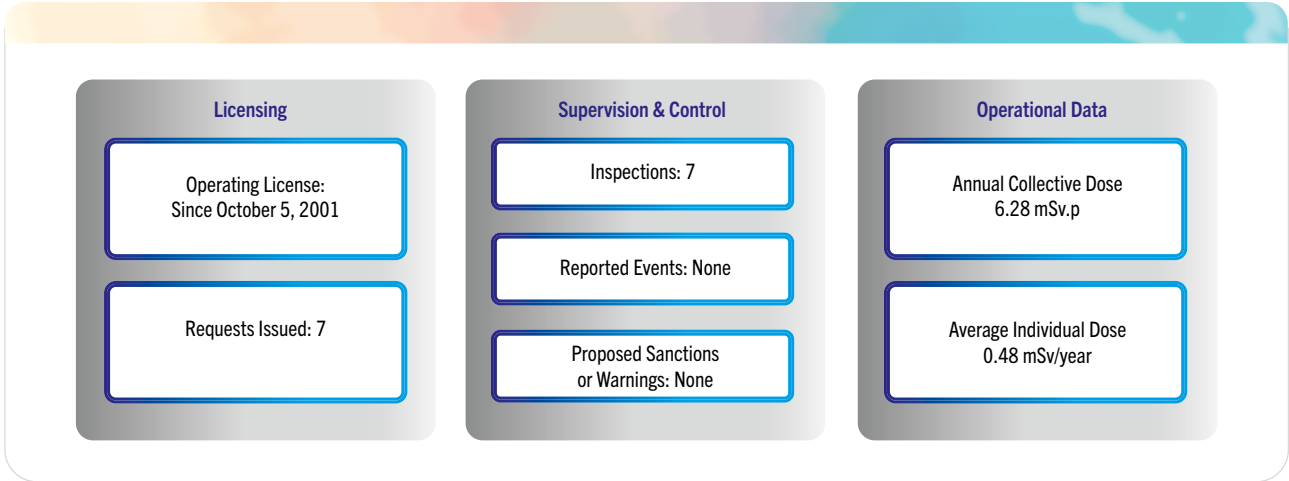 Licensing
Operating License:
Since October 5, 2001
Requests Issued: 7
Supervision & Control
Inspections: 7
Reported Events: None
Proposed Sanctions
or Warnings: None
Operational Data
Annual Collective Dose
6.28 mSv.p
Average Individual Dose
0.48 mSv/year